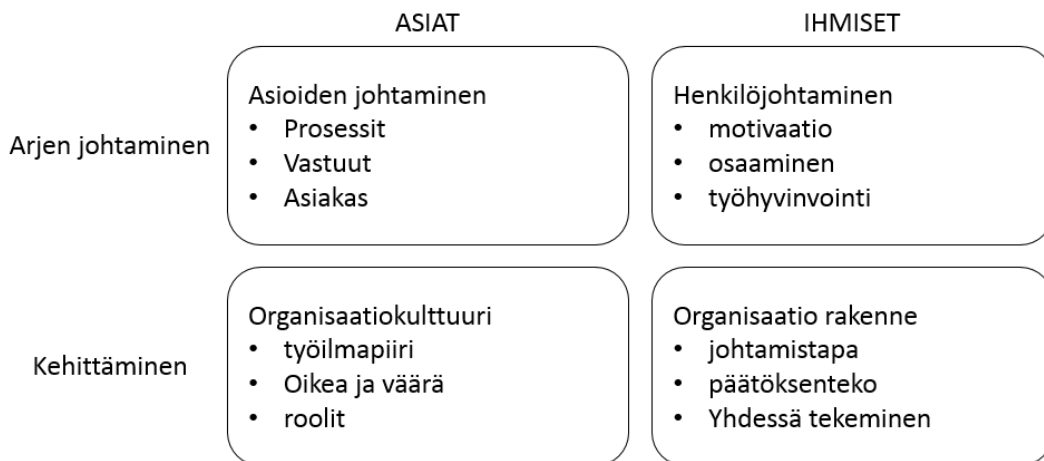 ASIAT
IHMISET
Arjen johtaminen
Asioiden johtaminen
• Prosessit
• Vastuut
• Asiakas
Henkilöjohtaminen
• motivaatio
• osaaminen
• työhyvinvointi
Kehittäminen
Organisaatiokulttuuri
• työilmapiiri
• Oikea ja väärä
• roolit
Organisaatio rakenne
• johtamistapa
• päätöksenteko
• Yhdessä tekeminen